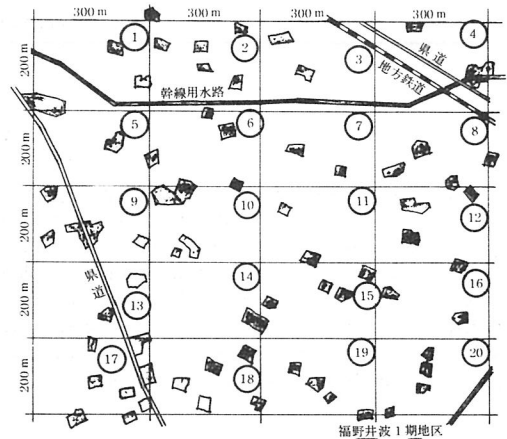 300 m 300 m 300 m 300 m
200 m
200 m
200 m
200 m
200 m
① ② ③ ④
県道
地方鉄道
幹線用水路
⑤ ⑥ ⑦ ⑧
⑨ ⑩ ⑪ ⑫
県道
⑬ ⑭ ⑮ ⑯
⑰ ⑱ ⑲ ⑳
福野井波1期地区